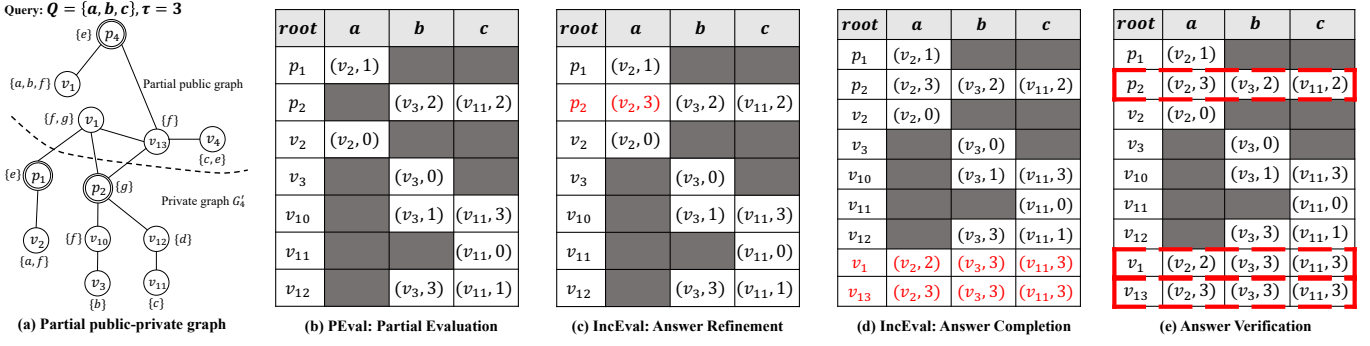 Query: Q = {a, b, c}, τ = 3
{e} p₄
{a, b, f} v₁
Partial public graph
{f, g} v₁
{f} v₁₃
v₄ {c, e}
{e} p₁
p₂ {g}
Private graph G′₄
v₂ {a, f}
{f} v₁₀
v₁₂ {d}
v₃ {b}
v₁₁ {c}
(a) Partial public-private graph
root a b c
p₁ (v₂, 1)
p₂ (v₃, 2) (v₁₁, 2)
v₂ (v₂, 0)
v₃ (v₃, 0)
v₁₀ (v₃, 1) (v₁₁, 3)
v₁₁ (v₁₁, 0)
v₁₂ (v₃, 3) (v₁₁, 1)
(b) PEval: Partial Evaluation
root a b c
p₁ (v₂, 1)
p₂ (v₂, 3) (v₃, 2) (v₁₁, 2)
v₂ (v₂, 0)
v₃ (v₃, 0)
v₁₀ (v₃, 1) (v₁₁, 3)
v₁₁ (v₁₁, 0)
v₁₂ (v₃, 3) (v₁₁, 1)
(c) IncEval: Answer Refinement
root a b c
p₁ (v₂, 1)
p₂ (v₂, 3) (v₃, 2) (v₁₁, 2)
v₂ (v₂, 0)
v₃ (v₃, 0)
v₁₀ (v₃, 1) (v₁₁, 3)
v₁₁ (v₁₁, 0)
v₁₂ (v₃, 3) (v₁₁, 1)
v₁ (v₂, 2) (v₃, 3) (v₁₁, 3)
v₁₃ (v₂, 3) (v₃, 3) (v₁₁, 3)
(d) IncEval: Answer Completion
root a b c
p₁ (v₂, 1)
p₂ (v₂, 3) (v₃, 2) (v₁₁, 2)
v₂ (v₂, 0)
v₃ (v₃, 0)
v₁₀ (v₃, 1) (v₁₁, 3)
v₁₁ (v₁₁, 0)
v₁₂ (v₃, 3) (v₁₁, 1)
v₁ (v₂, 2) (v₃, 3) (v₁₁, 3)
v₁₃ (v₂, 3) (v₃, 3) (v₁₁, 3)
(e) Answer Verification